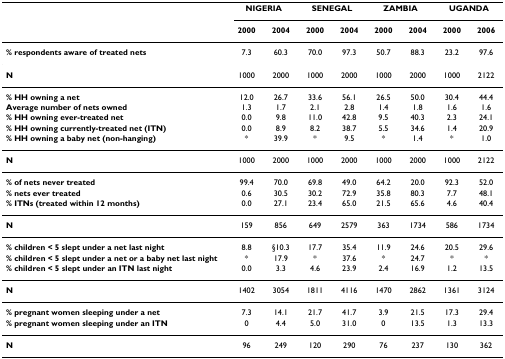 NIGERIA SENEGAL ZAMBIA UGANDA
2000 2004 2000 2004 2000 2004 2000 2006
% respondents aware of treated nets 7.3 60.3 70.0 97.3 50.7 88.3 23.2 97.6
N 1000 2000 1000 2000 1000 2000 1000 2122
% HH owning a net 12.0 26.7 33.6 56.1 26.5 50.0 30.4 44.4
Average number of nets owned 1.3 1.7 2.1 2.8 1.4 1.8 1.6 1.6
% HH owning ever-treated net 0.0 9.8 11.0 42.8 9.5 40.3 2.3 24.1
% HH owning currently-treated net (ITN) 0.0 8.9 8.2 38.7 5.5 34.6 1.4 20.9
% HH owning a baby net (non-hanging) * 39.9 * 9.5 * 1.4 * 1.0
N 1000 2000 1000 2000 1000 2000 1000 2122
% of nets never treated 99.4 70.0 69.8 49.0 64.2 20.0 92.3 52.0
% nets ever treated 0.6 30.5 30.2 72.9 35.8 80.3 7.7 48.1
% ITNs (treated within 12 months) 0.0 27.1 23.4 65.0 21.5 65.6 4.6 40.4
N 159 856 649 2579 363 1734 586 1734
% children < 5 slept under a net last night 8.8 §10.3 17.7 35.4 11.9 24.6 20.5 29.6
% children < 5 slept under a net or a baby net last night * 17.9 * 37.6 * 24.7 * *
% children < 5 slept under an ITN last night 0.0 3.3 4.6 23.9 2.4 16.9 1.2 13.5
N 1402 3054 1811 4116 1470 2862 1361 3124
% pregnant women sleeping under a net 7.3 14.1 21.7 41.7 3.9 21.5 17.3 29.4
% pregnant women sleeping under an ITN 0 4.4 5.0 31.0 0 13.5 1.3 13.3
N 96 249 120 290 76 237 130 362